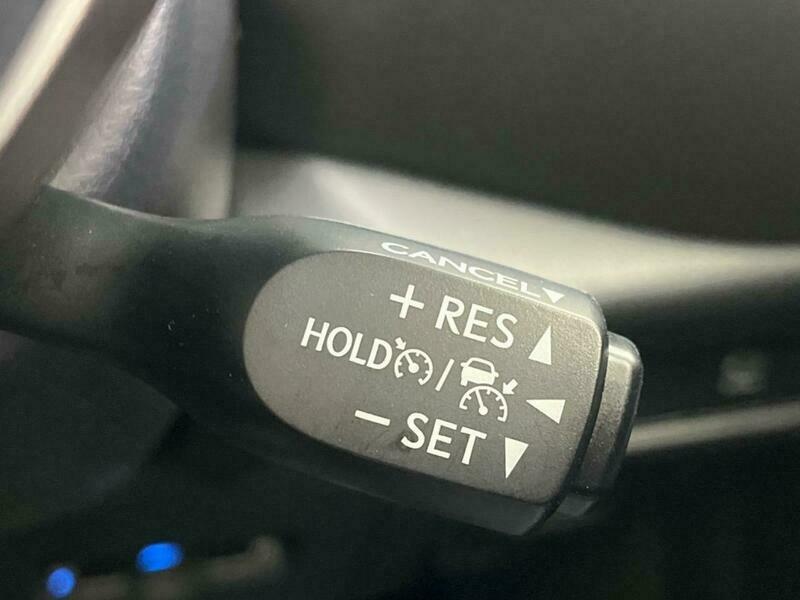 CANCEL▼
+ RES ▲
HOLD / ◀
– SET ▼